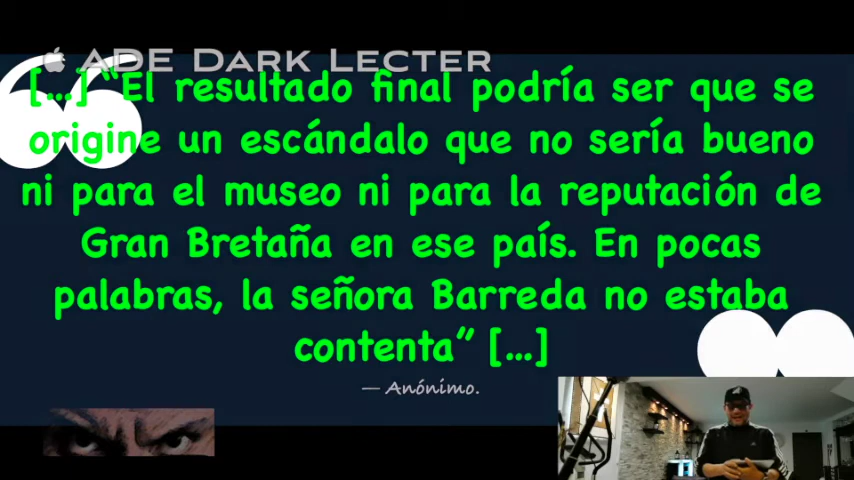 ADE DARK LECTER
[...] “El resultado final podría ser que se
origine un escándalo que no sería bueno
ni para el museo ni para la reputación de
Gran Bretaña en ese país. En pocas
palabras, la señora Barreda no estaba
contenta” [...]
— Anónimo.